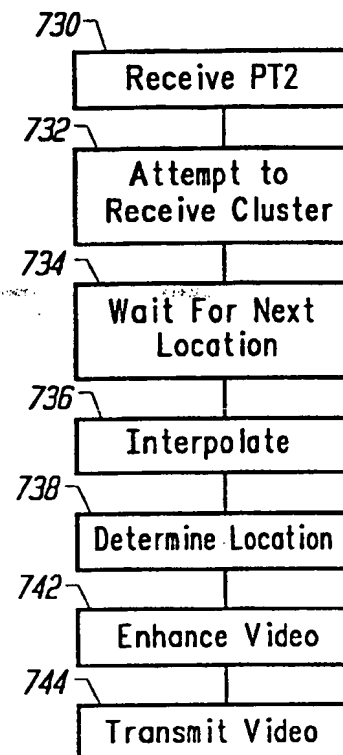 730
Receive PT2
732
Attempt to
Receive Cluster
734
Wait For Next
Location
736
Interpolate
738
Determine Location
742
Enhance Video
744
Transmit Video